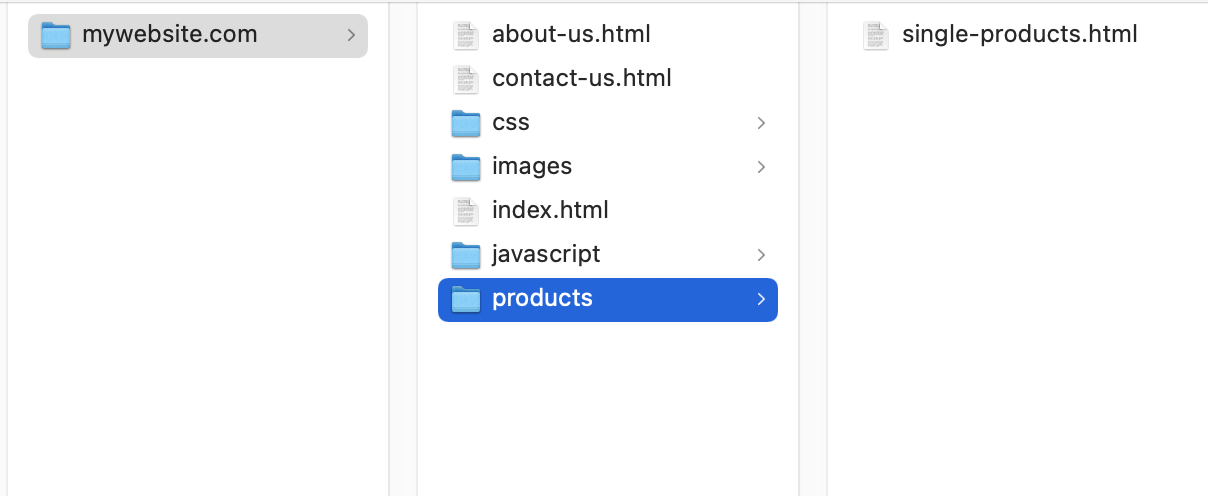 mywebsite.com
about-us.html
contact-us.html
css
images
index.html
javascript
products
single-products.html